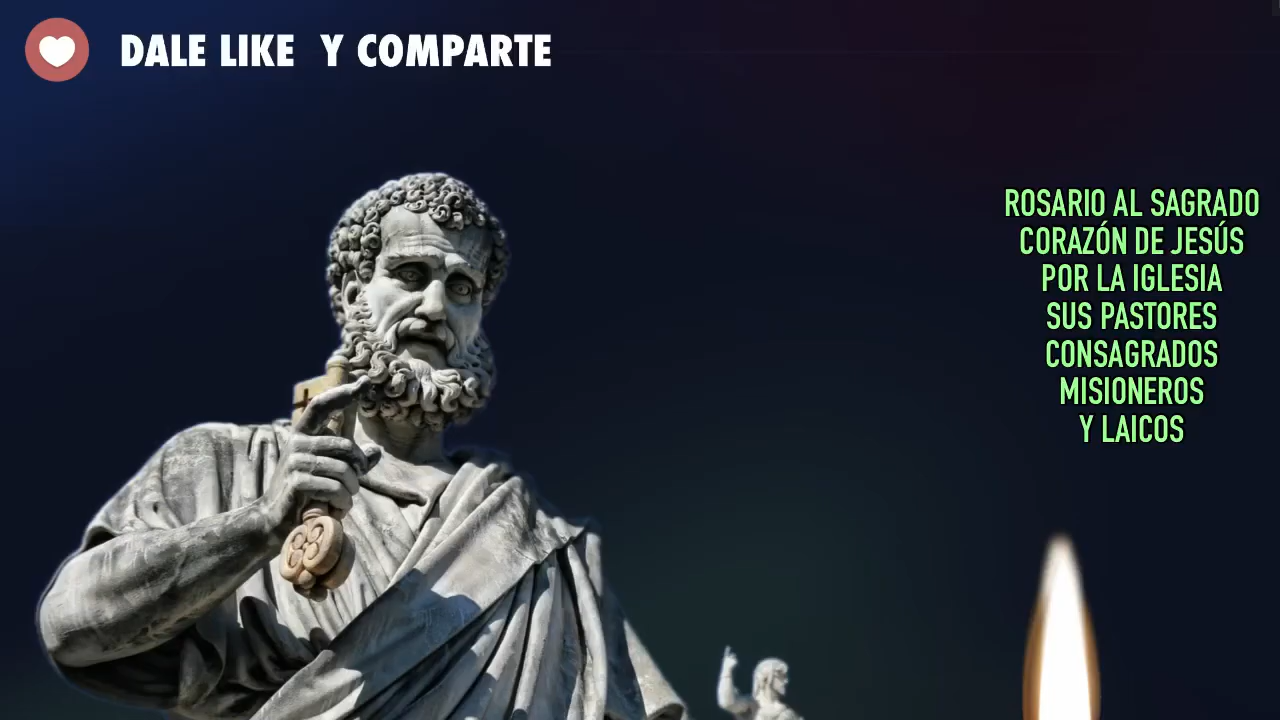 DALE LIKE Y COMPARTE
ROSARIO AL SAGRADO
CORAZÓN DE JESÚS
POR LA IGLESIA
SUS PASTORES
CONSAGRADOS
MISIONEROS
Y LAICOS